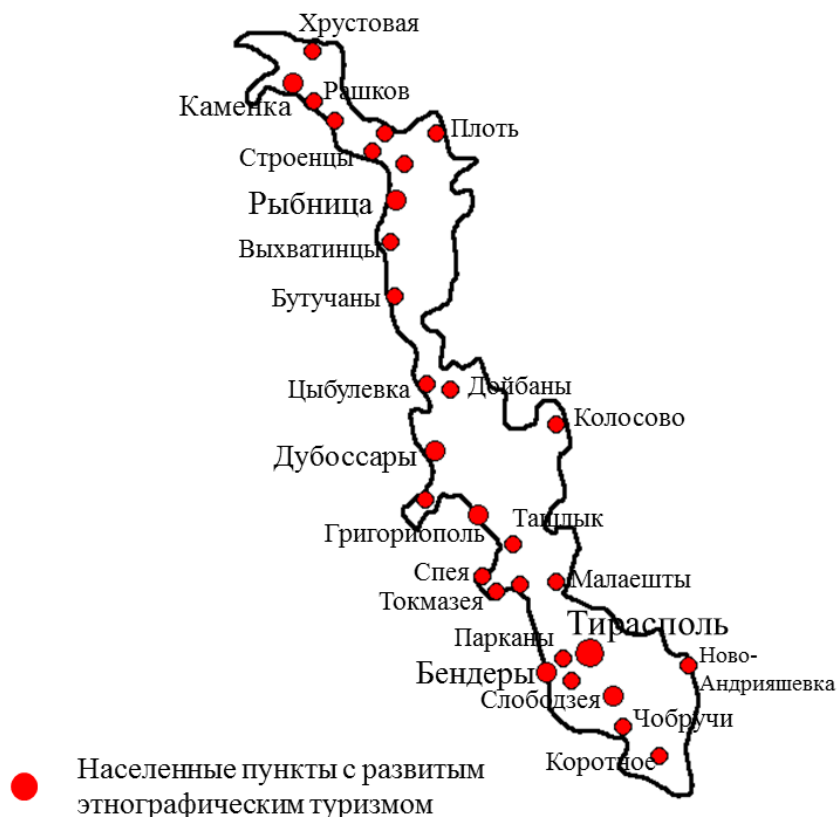 Хрустовая
Рашков
Каменка
Плоть
Строенцы
Рыбница
Выхватинцы
Бутучаны
Цыбулевка
Дойбаны
Колосово
Дубоссары
Ташлык
Григориополь
Спея
Малаешты
Токмазея
Тирасполь
Парканы
Ново-
Андрияшевка
Бендеры
Слободзея
Чобручи
Коротное
Населенные пункты с развитым
этнографическим туризмом